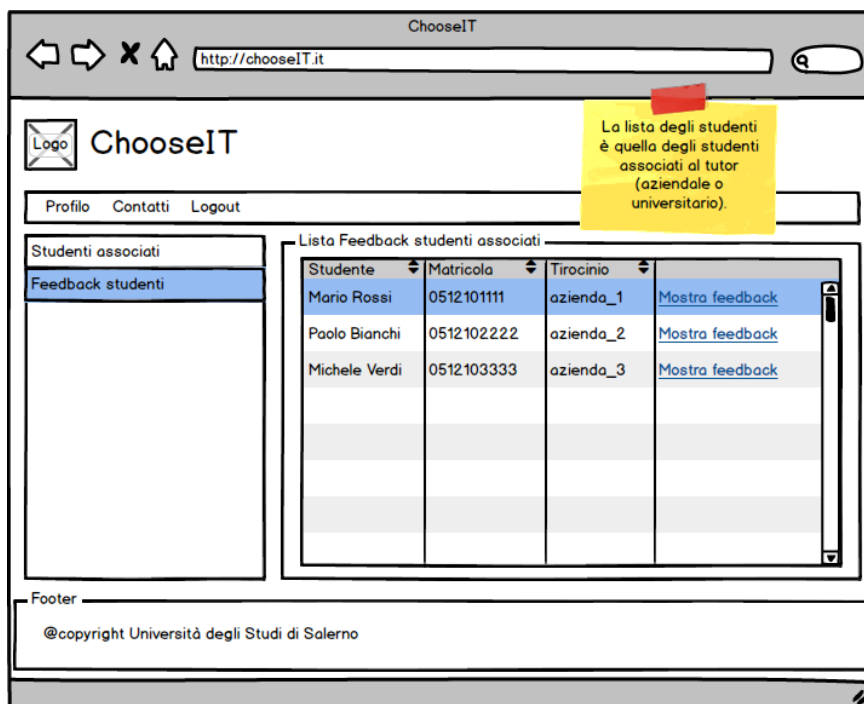 ChooseIT
http://chooseIT.it
La lista degli studenti
è quella degli studenti
associati al tutor
(aziendale o
universitario).
Logo
ChooseIT
Profilo Contatti Logout
Studenti associati
Feedback studenti
Lista Feedback studenti associati
Studente Matricola Tirocinio
Mario Rossi 0512101111 azienda_1 Mostra feedback
Paolo Bianchi 0512102222 azienda_2 Mostra feedback
Michele Verdi 0512103333 azienda_3 Mostra feedback
Footer
@copyright Università degli Studi di Salerno